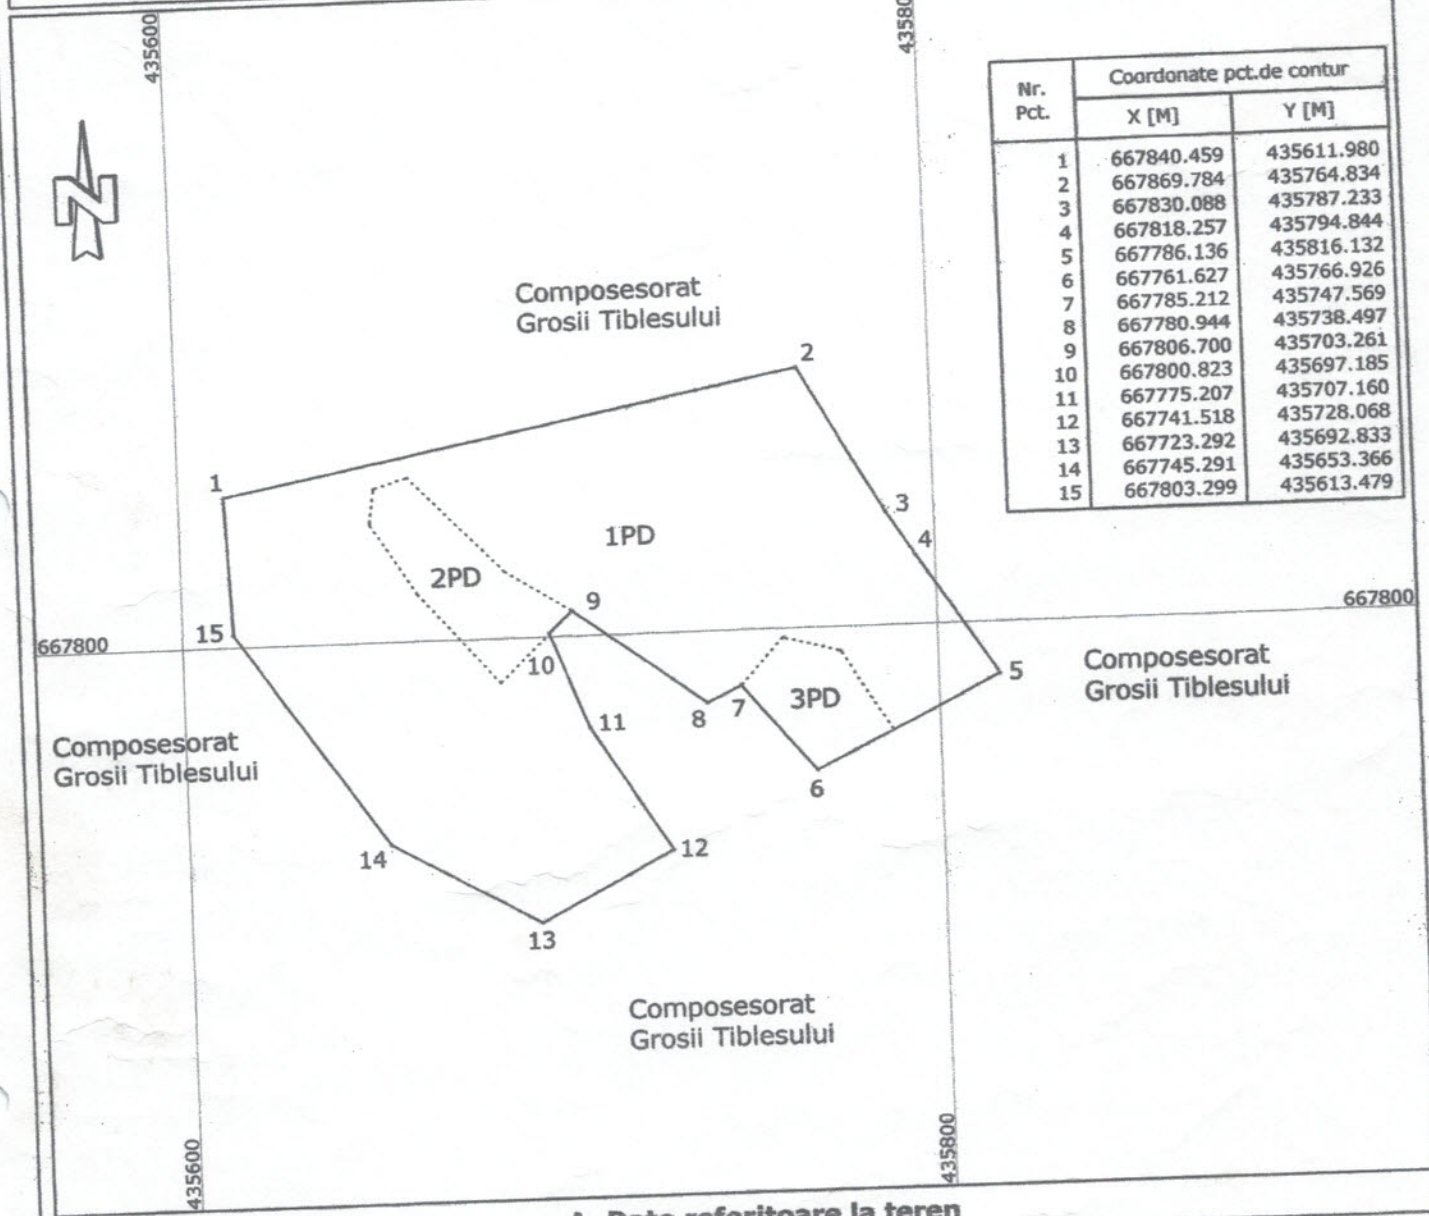 435600
435800
Nr. Pct. Coordonate pct.de contur
X [M] Y [M]
1 667840.459 435611.980
2 667869.784 435764.834
3 667830.088 435787.233
4 667818.257 435794.844
5 667786.136 435816.132
6 667761.627 435766.926
7 667785.212 435747.569
8 667780.944 435738.497
9 667806.700 435703.261
10 667800.823 435697.185
11 667775.207 435707.160
12 667741.518 435728.068
13 667723.292 435692.833
14 667745.291 435653.366
15 667803.299 435613.479
N
Composesorat
Grosii Tiblesului
2
1
3
1PD
4
2PD
9
667800
15
667800
10
5
Composesorat
Grosii Tiblesului
3PD
7
8
11
Composesorat
Grosii Tiblesului
6
12
14
13
Composesorat
Grosii Tiblesului
435600
435800
Date referitoare la teren